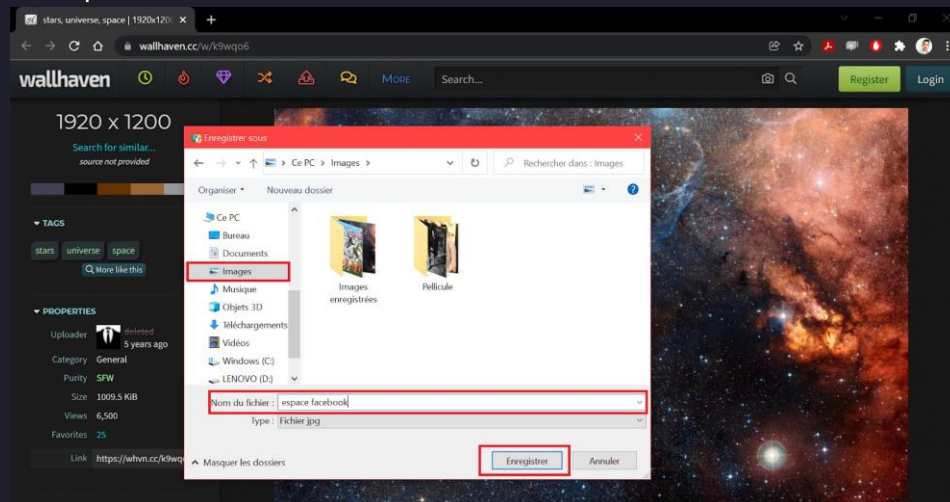 stars, universe, space | 1920x120
wallhaven.cc/w/k9wqo6
wallhaven
MORE
Search...
Register
Login
1920 x 1200
Search for similar...
source not provided
TAGS
stars universe space
More like this
PROPERTIES
Uploader deleted
5 years ago
Category General
Purity SFW
Size 1009.5 KiB
Views 6,500
Favorites 25
Link https://whvn.cc/k9wq
Enregistrer sous
Ce PC > Images >
Rechercher dans : Images
Organiser
Nouveau dossier
Ce PC
Bureau
Documents
Images
Musique
Objets 3D
Téléchargements
Vidéos
Windows (C:)
LENOVO (D:)
Images
enregistrées
Pellicule
Nom du fichier : espace facebook
Type : Fichier jpg
Masquer les dossiers
Enregistrer
Annuler